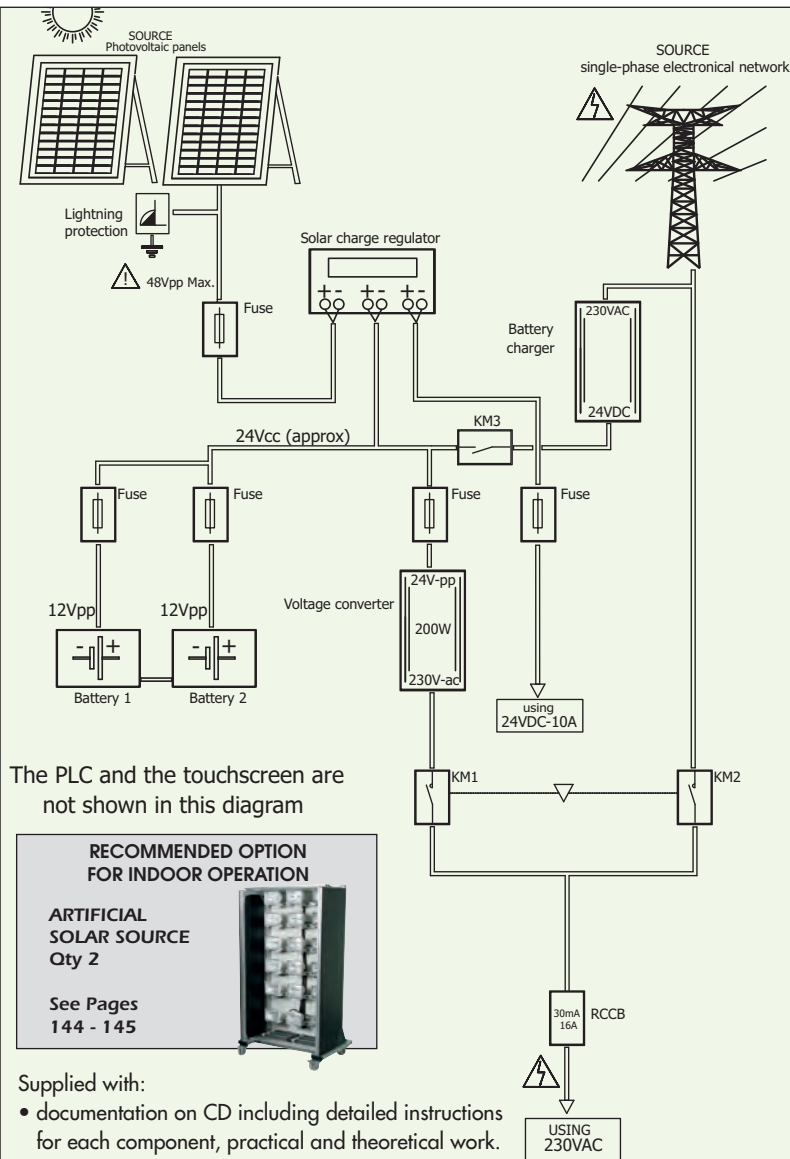 SOURCE
Photovoltaic panels
SOURCE
single-phase electronical network
Lightning
protection
48Vpp Max.
Solar charge regulator
+ - + - + -
Fuse
230VAC
Battery
charger
24VDC
KM3
24Vcc (approx)
Fuse
Fuse
Fuse
Fuse
24V-pp
Voltage converter
200W
230V-ac
12Vpp
12Vpp
- +
- +
Battery 1
Battery 2
using
24VDC-10A
The PLC and the touchscreen are
not shown in this diagram
KM1
KM2
RECOMMENDED OPTION
FOR INDOOR OPERATION
ARTIFICIAL
SOLAR SOURCE
Qty 2
See Pages
144 - 145
30mA
16A
RCCB
Supplied with:
• documentation on CD including detailed instructions
for each component, practical and theoretical work.
USING
230VAC